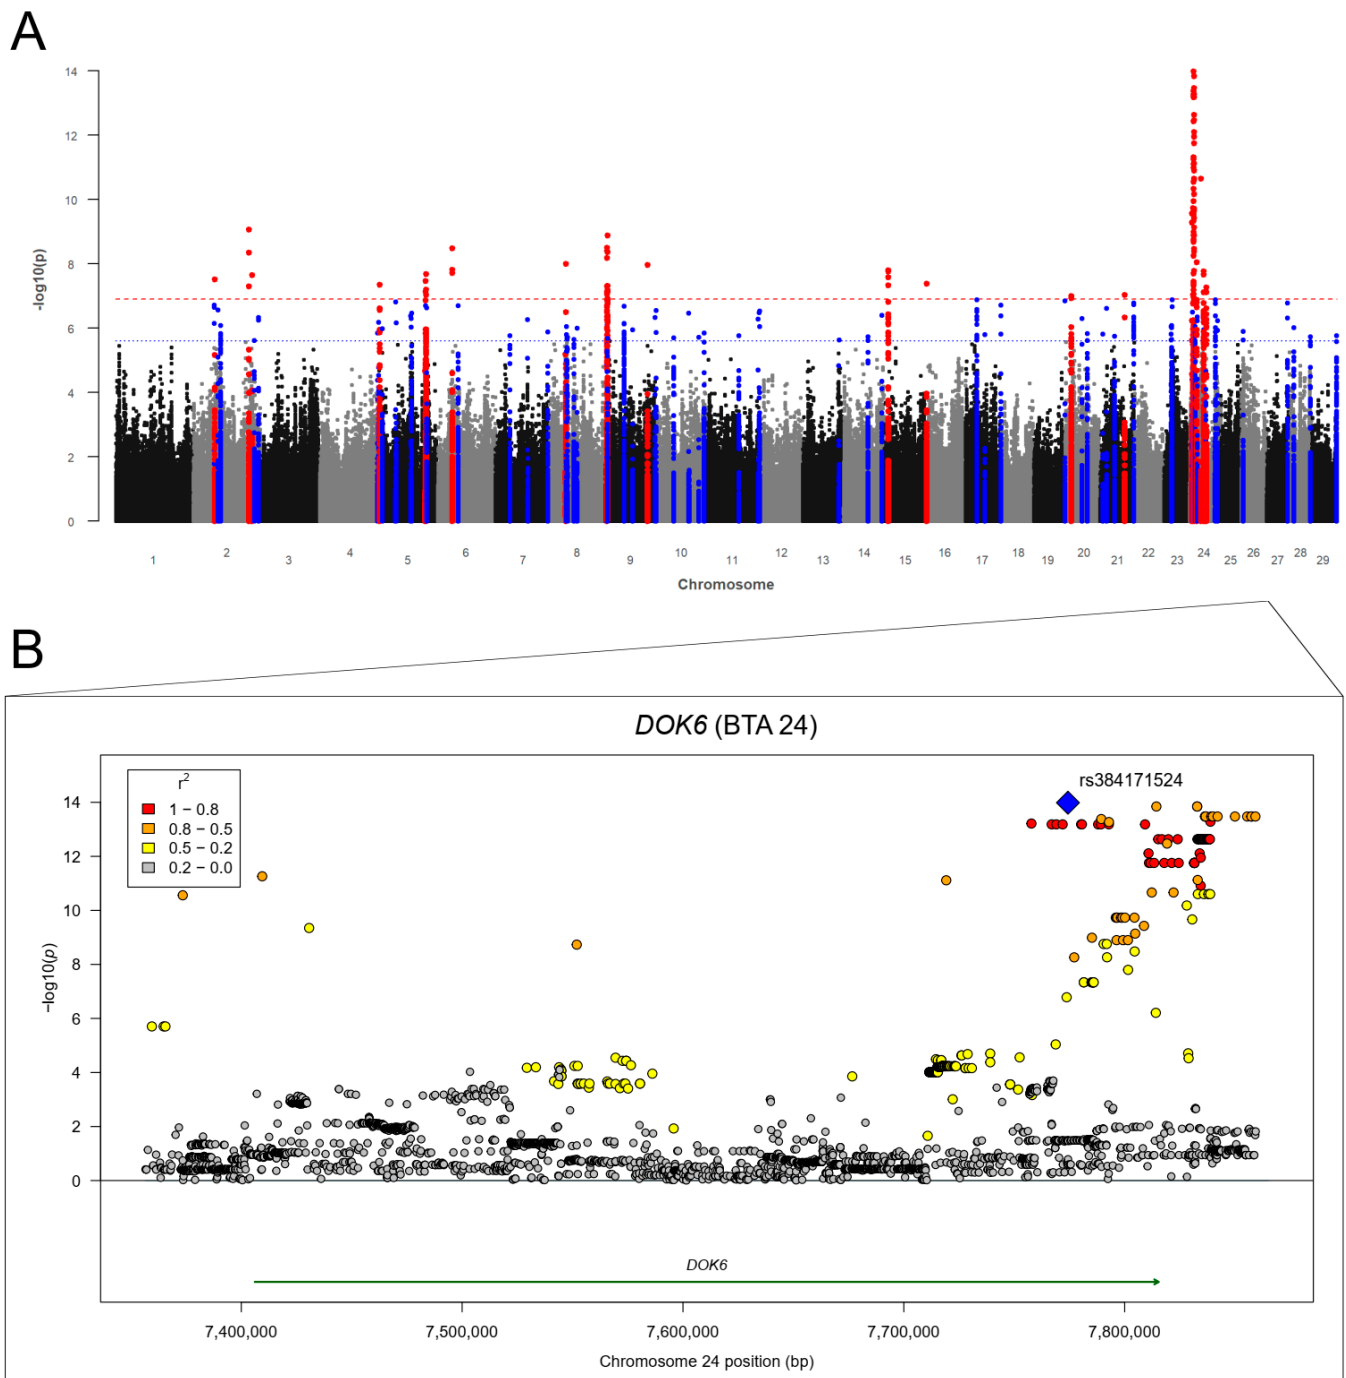 A
14
12
10
8
6
4
2
0
-log10(p)
1 2 3 4 5 6 7 8 9 10 11 12 13 14 15 16 17 18 19 20 21 22 23 24 25 26 27 28 29
Chromosome
B
DOK6 (BTA 24)
r2
1 − 0.8
0.8 − 0.5
0.5 − 0.2
0.2 − 0.0
rs384171524
14
12
10
8
6
4
2
0
−log10(p)
DOK6
7,400,000 7,500,000 7,600,000 7,700,000 7,800,000
Chromosome 24 position (bp)